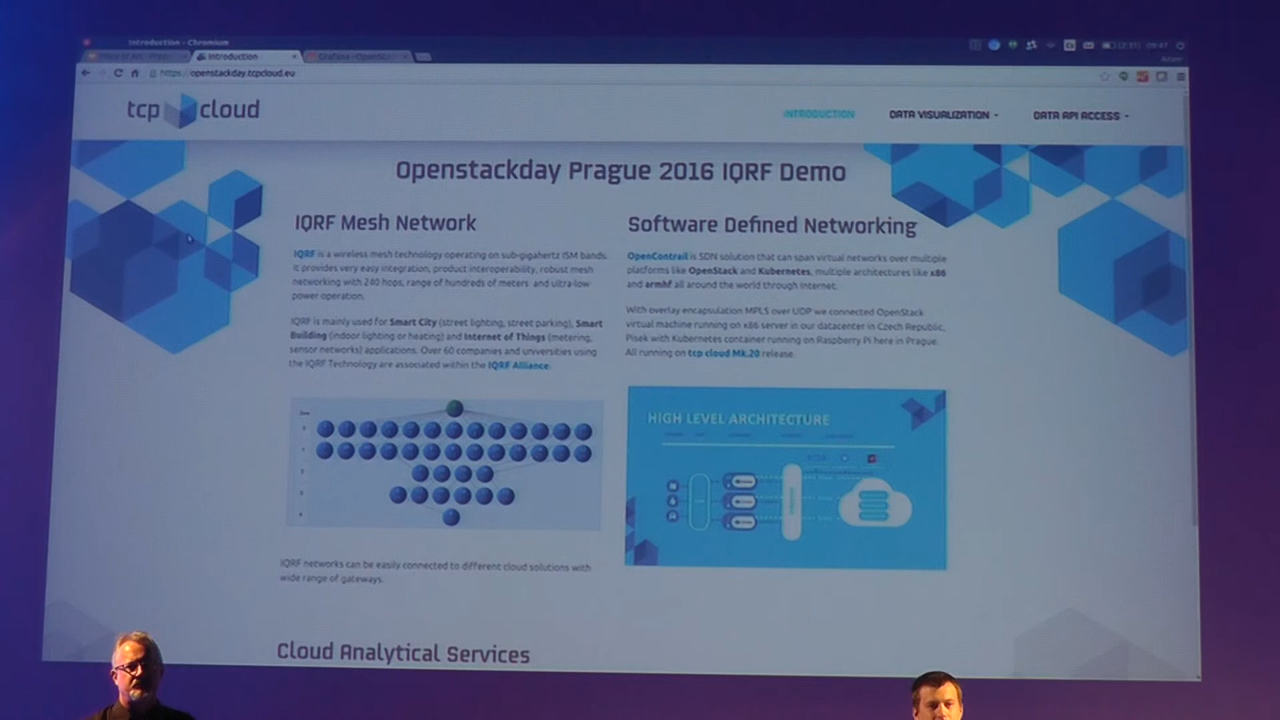 Introduction - Chromium
Introduction
Grafana - OpenSta
09:47
https://openstackday.tcpcloud.eu
tcp cloud
INTRODUCTION
DATA VISUALIZATION
DATA API ACCESS
Openstackday Prague 2016 IQRF Demo
IQRF Mesh Network
IQRF is a wireless mesh technology operating on sub-gigahertz ISM bands.
It provides very easy integration, product interoperability, robust mesh
networking with 240 hops, range of hundreds of meters and ultra-low
power operation.
IQRF is mainly used for Smart City (street lighting, street parking), Smart
Building (indoor lighting or heating) and Internet of Things (metering,
sensor networks) applications. Over 60 companies and universities using
the IQRF Technology are associated within the IQRF Alliance.
IQRF networks can be easily connected to different cloud solutions with
wide range of gateways.
Software Defined Networking
OpenContrail is SDN solution that can span virtual networks over multiple
platforms like OpenStack and Kubernetes, multiple architectures like x86
and armhf all around the world through Internet.
With overlay encapsulation MPLS over UDP we connected OpenStack
virtual machine running on x86 server in our datacenter in Czech Republic,
Pisek with Kubernetes container running on Raspberry Pi here in Prague.
All running on tcp cloud Mk.20 release.
HIGH LEVEL ARCHITECTURE
Cloud Analytical Services